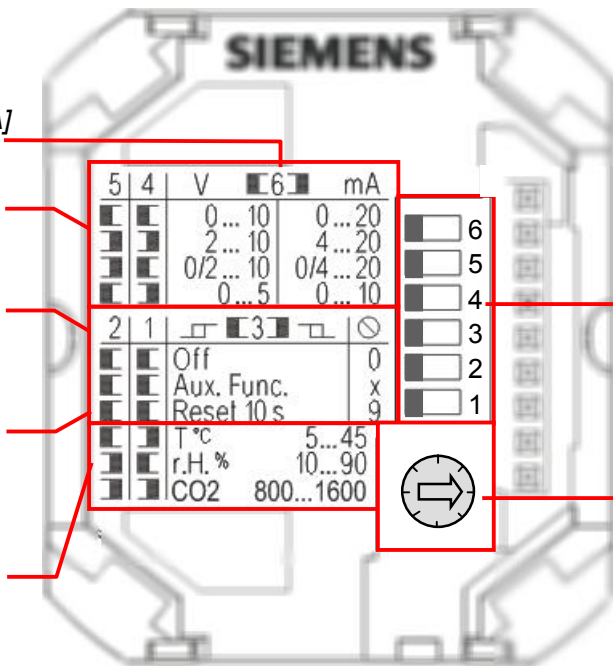 SIEMENS
A]
5 4 V 6 mA
0... 10 0...20
2... 10 4...20
0/2... 10 0/4...20
0...5 0... 10
2 1 3
Off 0
Aux. Func. x
Reset 10 s 9
T °C 5...45
r.H. % 10...90
CO2 800...1600
6
5
4
3
2
1